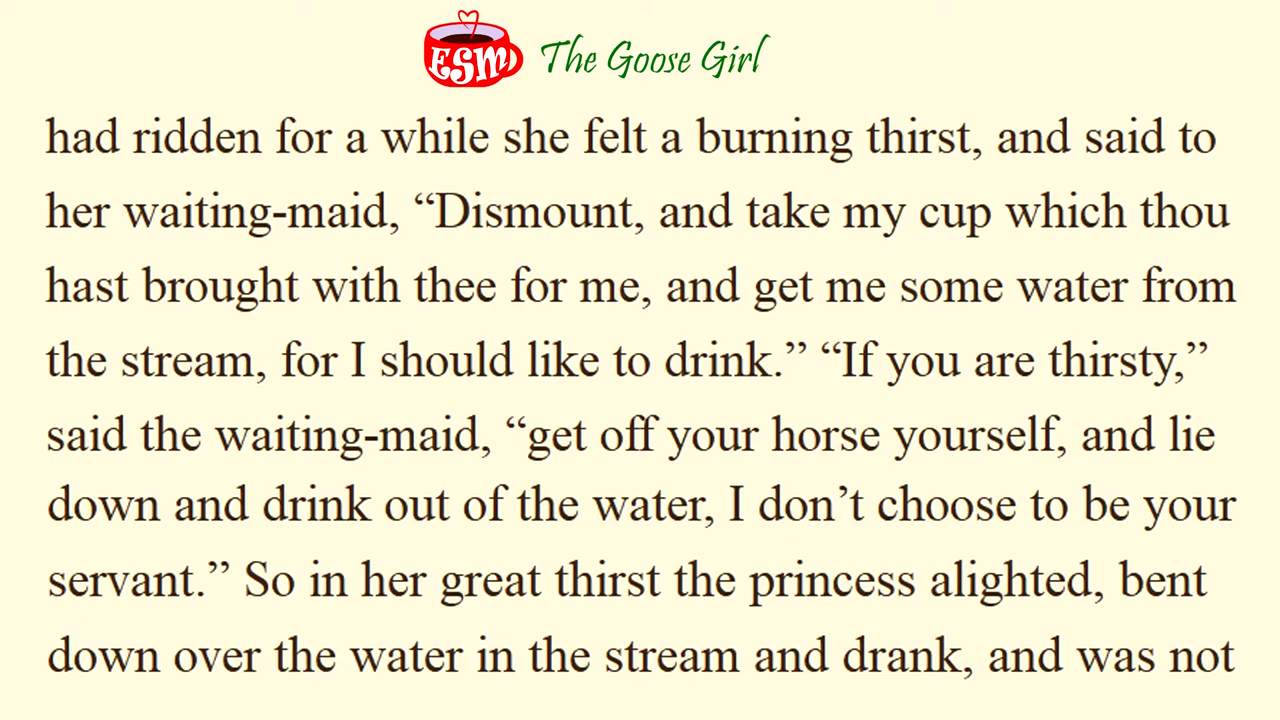 ESM The Goose Girl
had ridden for a while she felt a burning thirst, and said to
her waiting-maid, “Dismount, and take my cup which thou
hast brought with thee for me, and get me some water from
the stream, for I should like to drink.” “If you are thirsty,”
said the waiting-maid, “get off your horse yourself, and lie
down and drink out of the water, I don’t choose to be your
servant.” So in her great thirst the princess alighted, bent
down over the water in the stream and drank, and was not